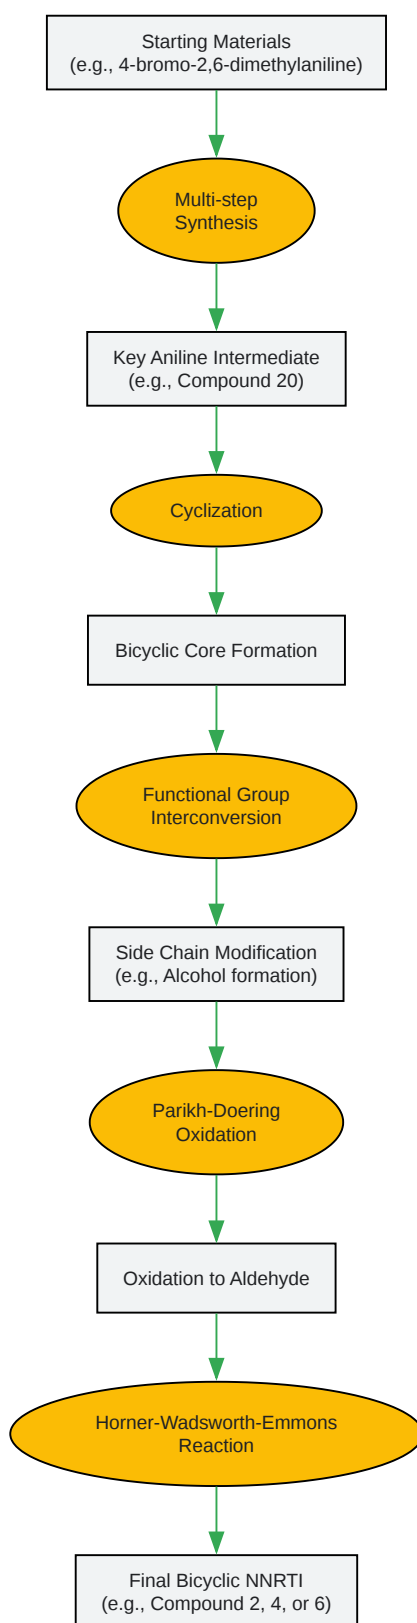 Starting Materials
(e.g., 4-bromo-2,6-dimethylaniline)
Multi-step
Synthesis
Key Aniline Intermediate
(e.g., Compound 20)
Cyclization
Bicyclic Core Formation
Functional Group
Interconversion
Side Chain Modification
(e.g., Alcohol formation)
Parikh-Doering
Oxidation
Oxidation to Aldehyde
Horner-Wadsworth-Emmons
Reaction
Final Bicyclic NNRTI
(e.g., Compound 2, 4, or 6)